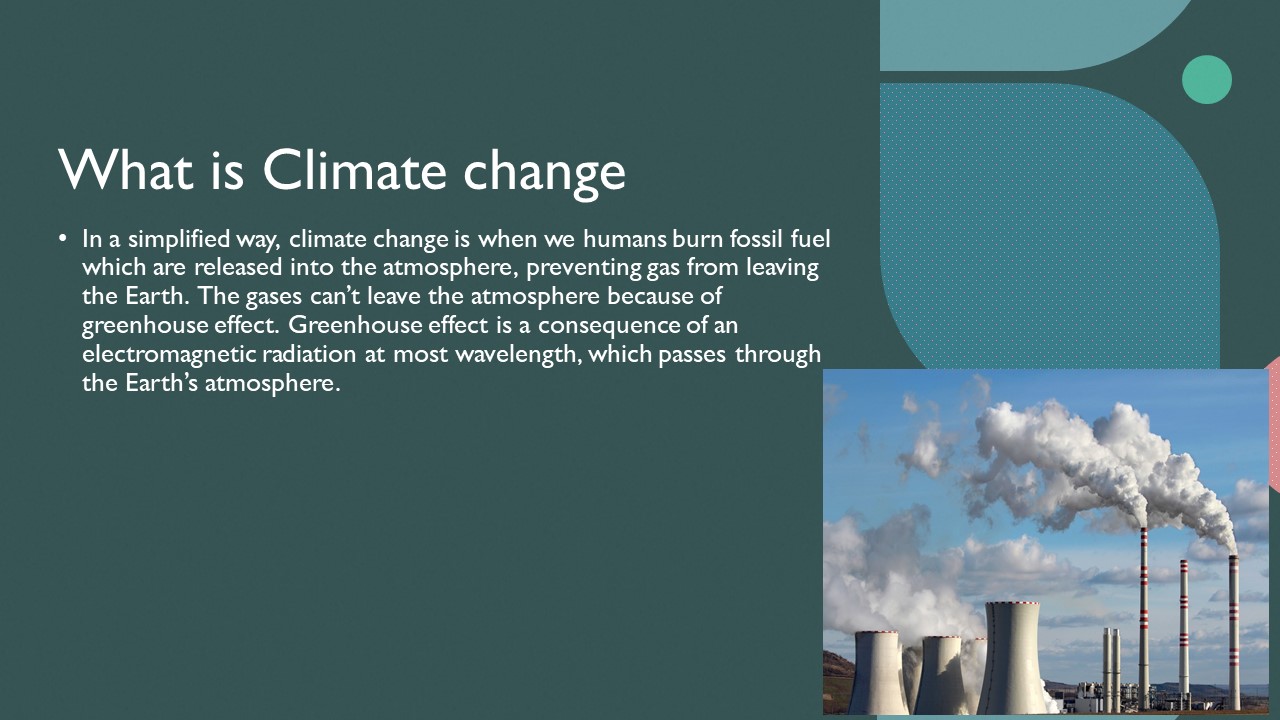 What is Climate change
• In a simplified way, climate change is when we humans burn fossil fuel
which are released into the atmosphere, preventing gas from leaving
the Earth. The gases can’t leave the atmosphere because of
greenhouse effect. Greenhouse effect is a consequence of an
electromagnetic radiation at most wavelength, which passes through
the Earth’s atmosphere.